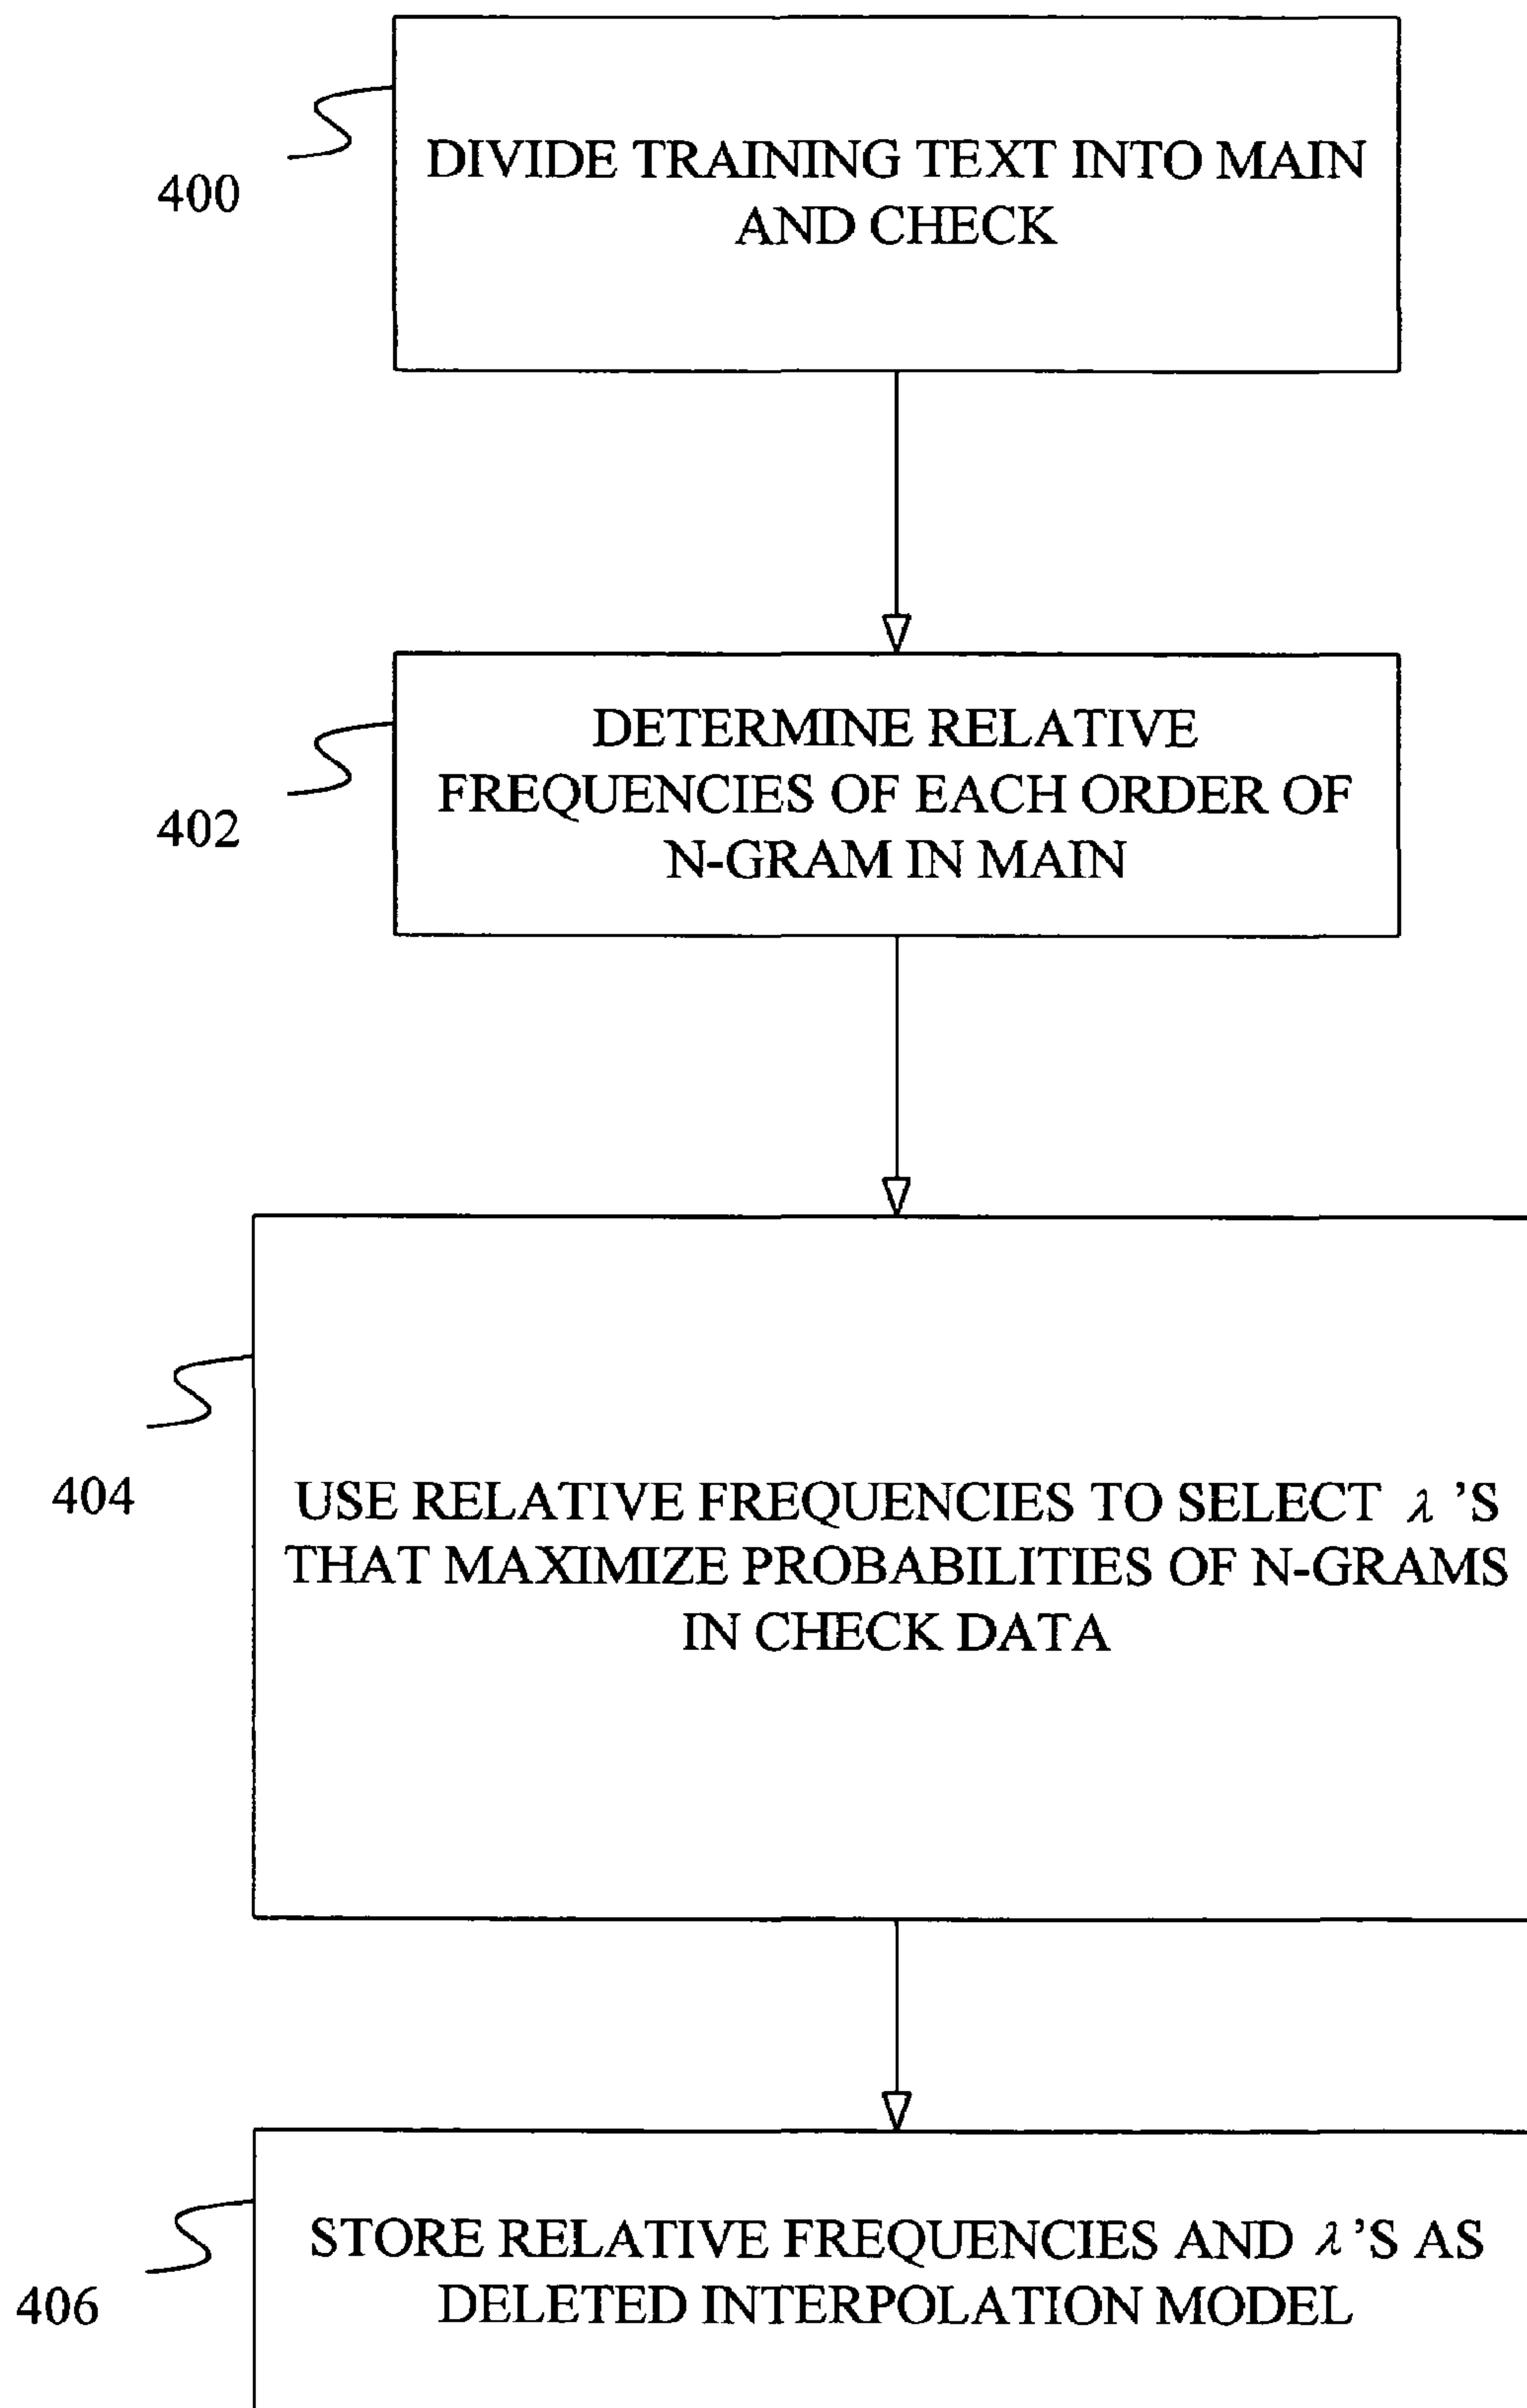 400
DIVIDE TRAINING TEXT INTO MAIN
AND CHECK
402
DETERMINE RELATIVE
FREQUENCIES OF EACH ORDER OF
N-GRAM IN MAIN
404
USE RELATIVE FREQUENCIES TO SELECT λ'S
THAT MAXIMIZE PROBABILITIES OF N-GRAMS
IN CHECK DATA
406
STORE RELATIVE FREQUENCIES AND λ'S AS
DELETED INTERPOLATION MODEL